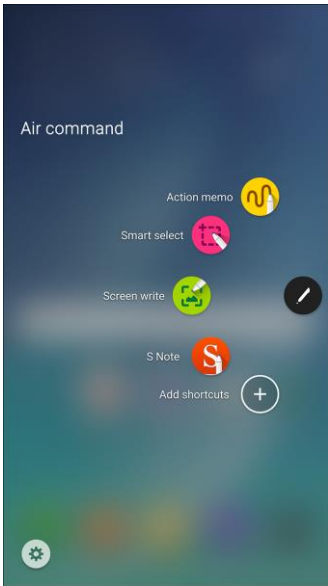 Air command
Action memo
Smart select
Screen write
S Note
S
Add shortcuts